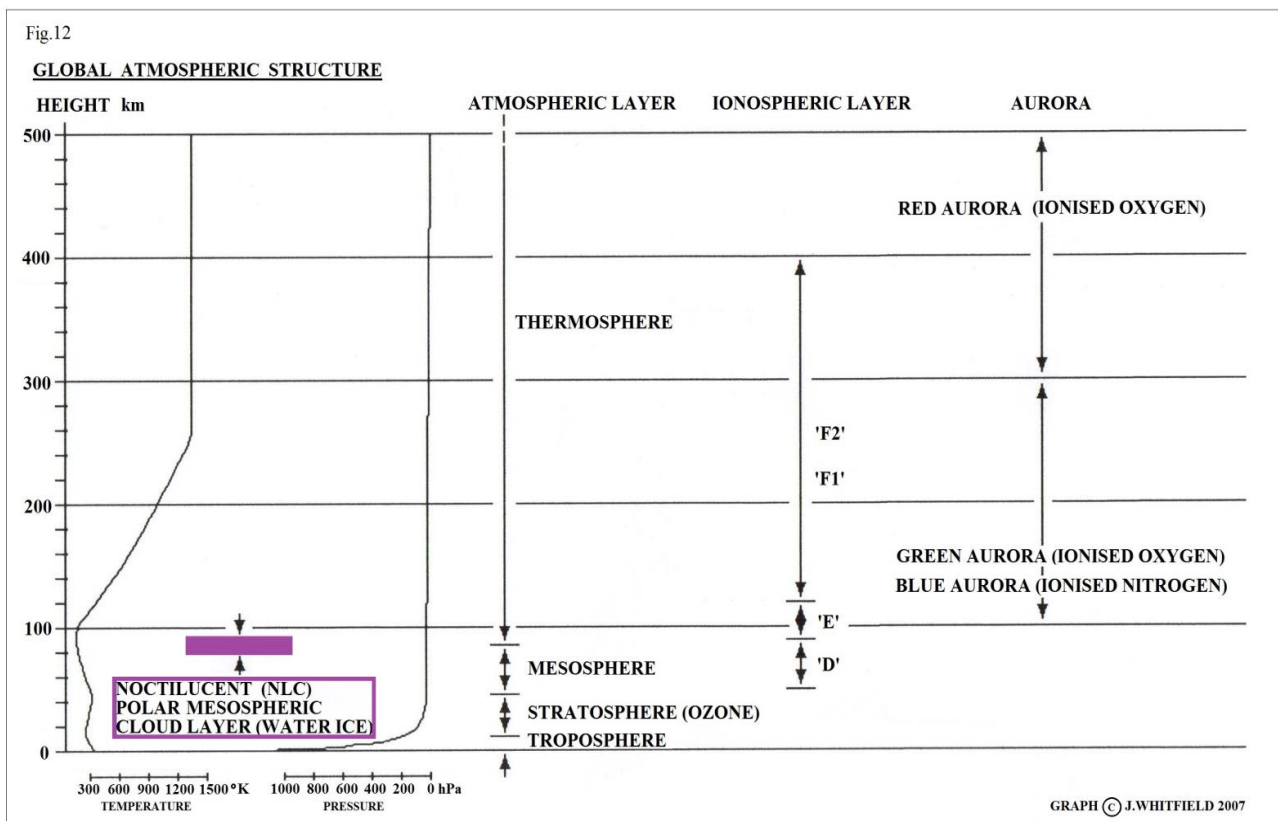 Fig.12
GLOBAL ATMOSPHERIC STRUCTURE
HEIGHT km
ATMOSPHERIC LAYER
IONOSPHERIC LAYER
AURORA
500
400
300
200
100
0
RED AURORA (IONISED OXYGEN)
THERMOSPHERE
'F2'
'F1'
GREEN AURORA (IONISED OXYGEN)
BLUE AURORA (IONISED NITROGEN)
'E'
'D'
MESOSPHERE
STRATOSPHERE (OZONE)
TROPOSPHERE
NOCTILUCENT (NLC)
POLAR MESOSPHERIC
CLOUD LAYER (WATER ICE)
300 600 900 1200 1500 °K
TEMPERATURE
1000 800 600 400 200 0 hPa
PRESSURE
GRAPH © J.WHITFIELD 2007